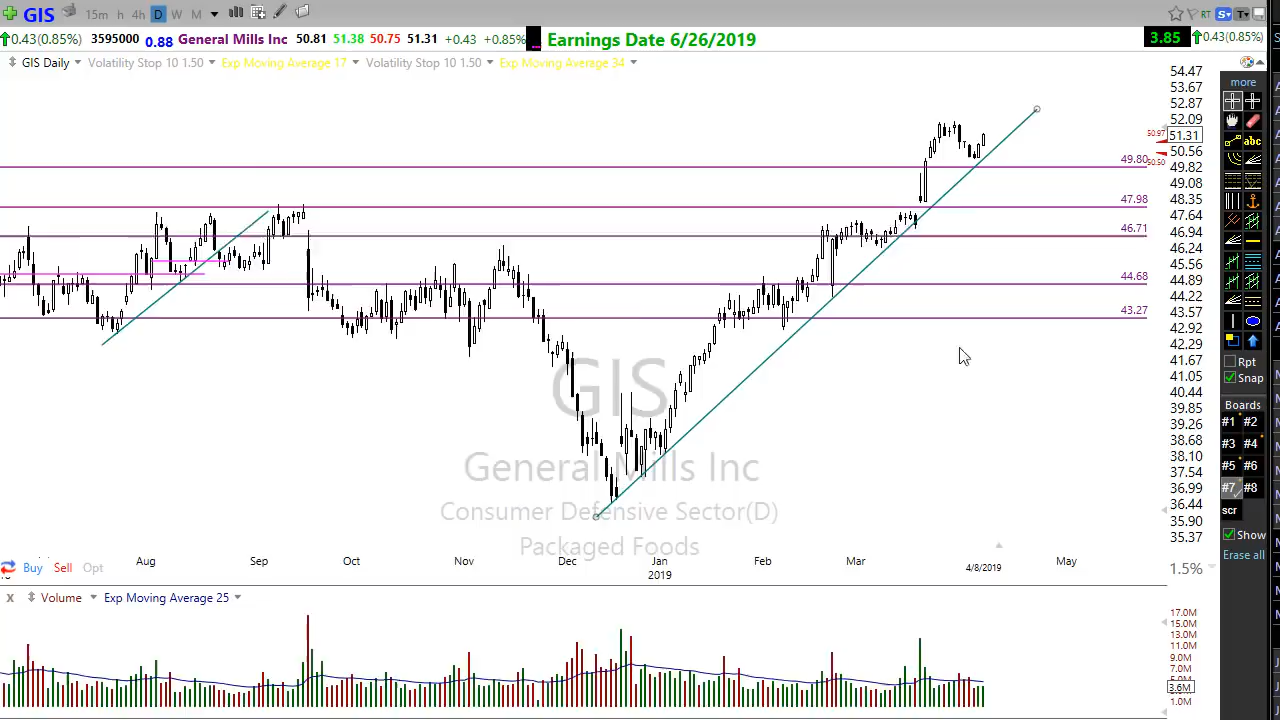 GIS 15m h 4h D W M RT S T
0.43(0.85%) 3595000 0.88 General Mills Inc 50.81 51.38 50.75 51.31 +0.43 +0.85% Earnings Date 6/26/2019 3.85 0.43(0.85%)
GIS Daily Volatility Stop 10 1.50 Exp Moving Average 17 Volatility Stop 10 1.50 Exp Moving Average 34
54.47
53.67
52.87
52.09
50.97 51.31
50.56
50.50
49.80 49.82
49.08
48.35
47.98
47.64
46.94
46.71
46.24
45.56
44.89
44.68
44.22
43.57
43.27
42.92
42.29
41.67
41.05
40.44
39.85
39.26
38.68
38.10
37.54
36.99
36.44
35.90
35.37
more
abc
Rpt
Snap
Boards
#1 #2
#3 #4
#5 #6
#7 #8
scr
Show
Erase all
GIS
General Mills Inc
Consumer Defensive Sector(D)
Packaged Foods
Aug Sep Oct Nov Dec Jan Feb Mar 4/8/2019 May
2019
Buy Sell Opt 1.5%
x Volume Exp Moving Average 25
17.0M
15.0M
13.0M
11.0M
9.0M
7.0M
3.6M
1.0M